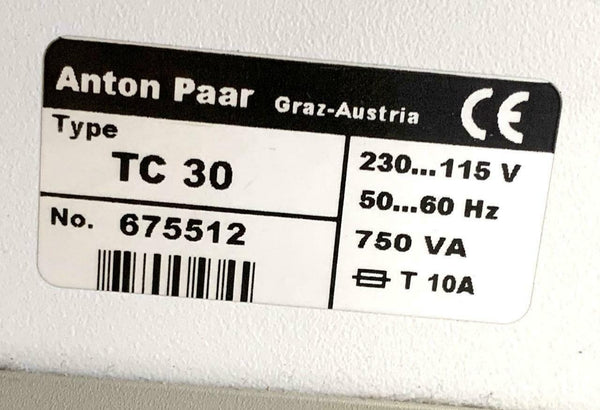 Anton Paar Graz-Austria CE
Type
TC 30
No. 675512
230...115 V
50...60 Hz
750 VA
T 10A